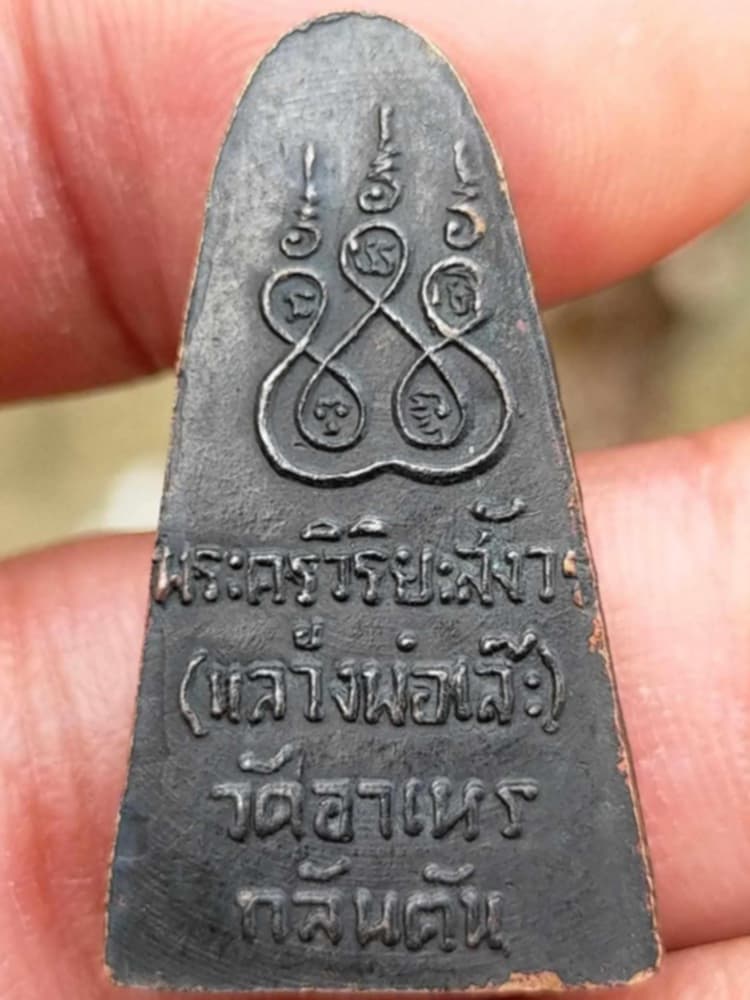 พระครูวิริยะสังวร
(หลวงพ่อเส๊ะ)
วัดอาเหร
กลันตัน